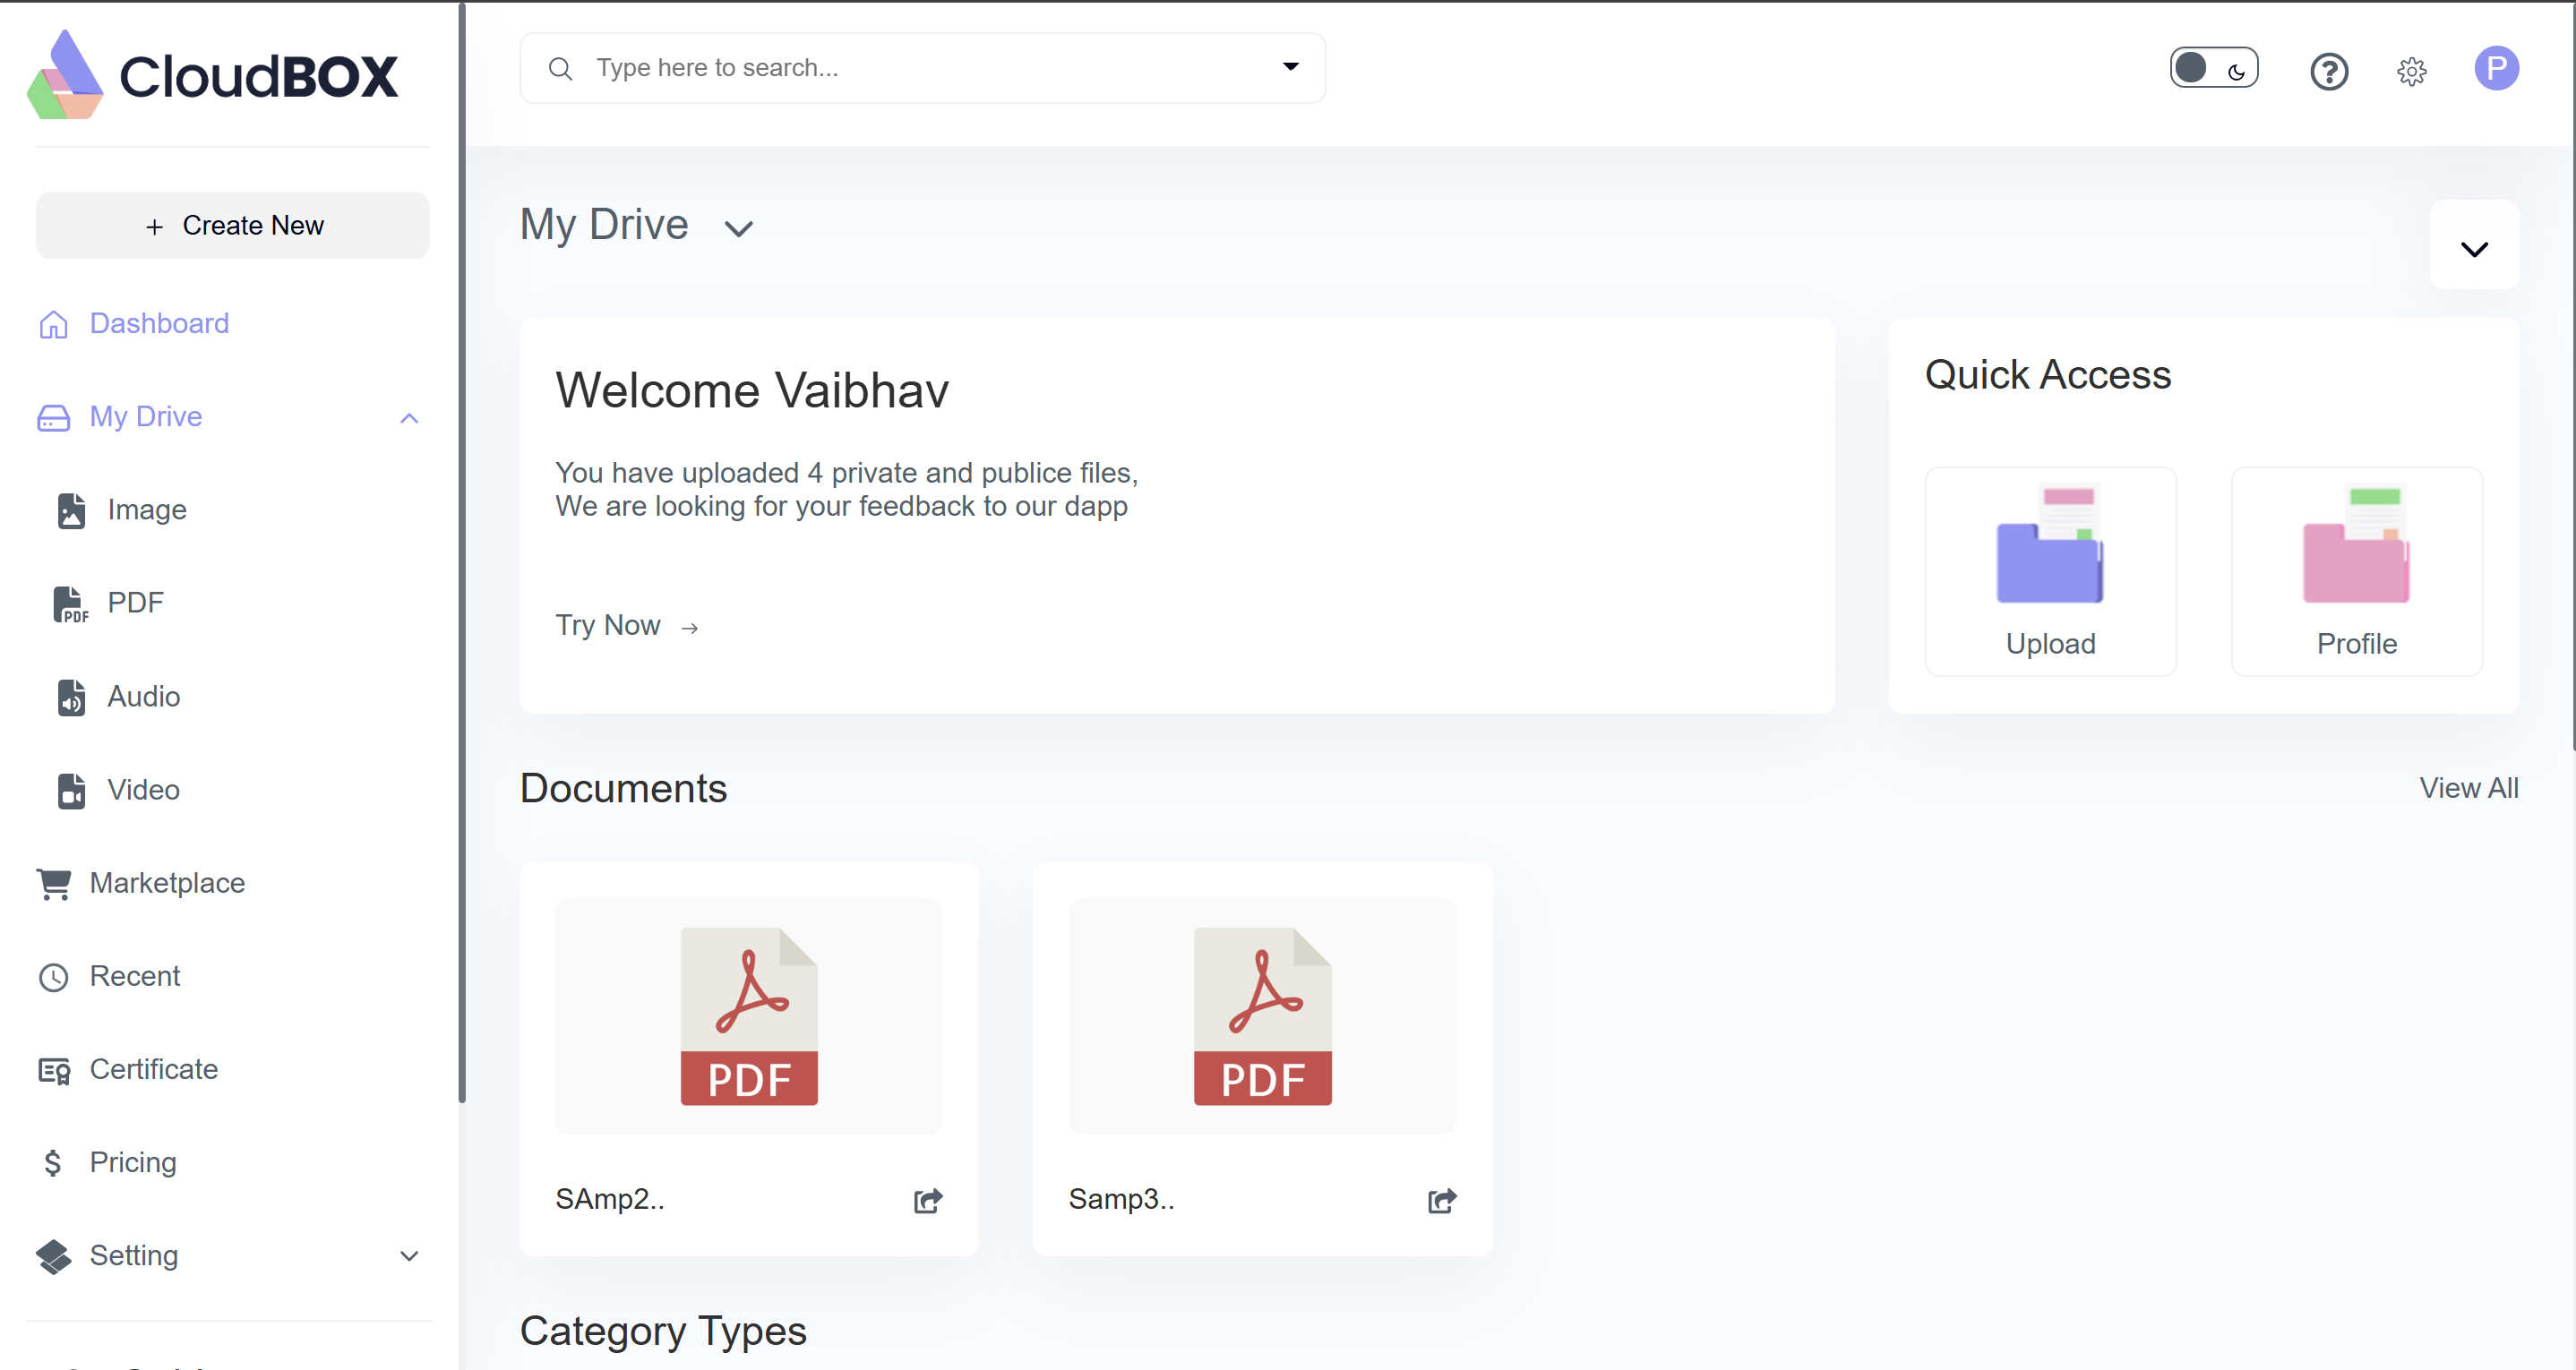 CloudBOX
Type here to search...
P
+ Create New
Dashboard
My Drive
Image
PDF
PDF
Audio
Video
Marketplace
Recent
Certificate
$ Pricing
Setting
My Drive
Welcome Vaibhav
You have uploaded 4 private and publice files,
We are looking for your feedback to our dapp
Try Now →
Quick Access
Upload
Profile
Documents
View All
PDF
SAmp2..
PDF
Samp3..
Category Types